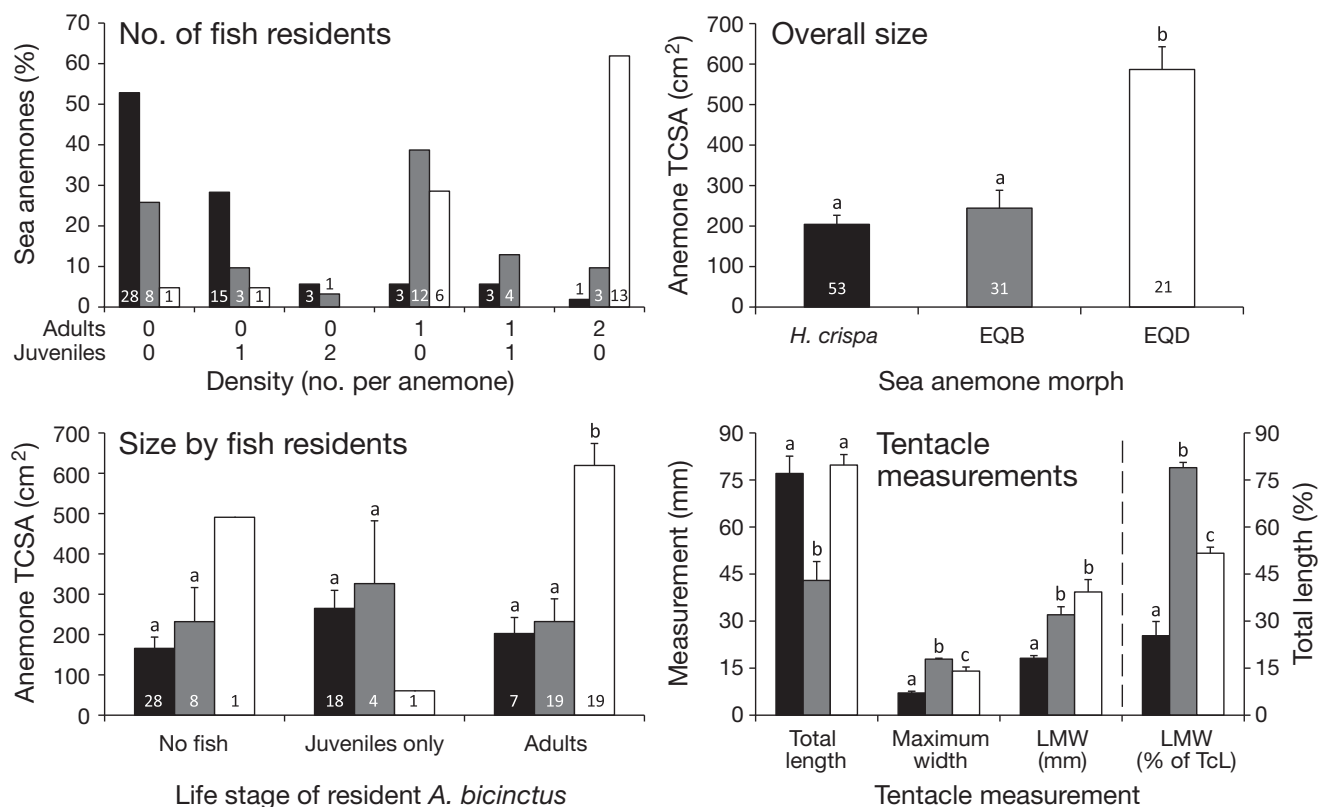 No. of fish residents
Sea anemones (%)
70
60
50
40
30
20
10
0
28 8 1 15 3 1 3 1 3 12 6 3 4 1 3 13
Adults 0 0 0 1 1 2
Juveniles 0 1 2 0 1 0
Density (no. per anemone)
Overall size
Anemone TCSA (cm²)
700
600
500
400
300
200
100
0
a a b
53 31 21
H. crispa EQB EQD
Sea anemone morph
Size by fish residents
Anemone TCSA (cm²)
700
600
500
400
300
200
100
0
a a a a a a b
28 8 1 18 4 1 7 19 19
No fish Juveniles only Adults
Life stage of resident A. bicinctus
Tentacle
measurements
Measurement (mm)
90
75
60
45
30
15
0
a b a a b c a b b a b c
90
75
60
45
30
15
0
Total length (%)
Total Maximum LMW LMW
length width (mm) (% of TcL)
Tentacle measurement